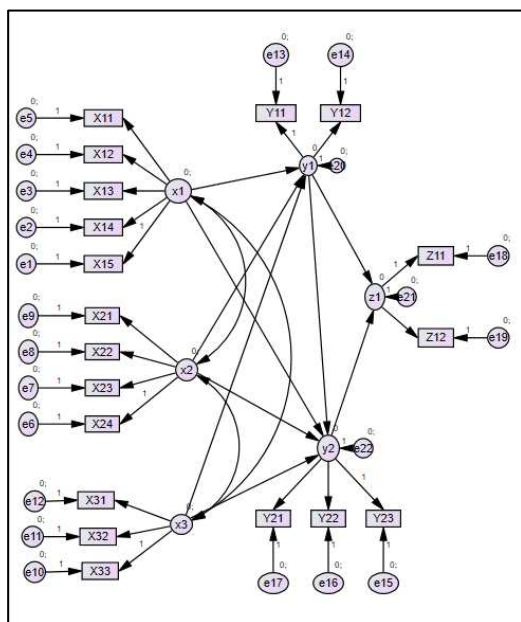 0; 0;
e13 e14
1 1
0;
e5 1 X11 Y11 Y12
0; 1
e4 1 X12 0 0;
y1 1 e20
0; 0;
e3 1 X13 x1
0;
e2 1 X14
0; 1
e1 1 X15 Z11 1 e18 0;
0 1
z1 1 e21 0;
0;
e9 1 X21
0; 0;
e8 1 X22 Z12 1 e19
0;
x2
0;
e7 1 X23
0; 1
e6 1 X24
0 0;
y2 1 e22
0;
e12 1 X31 1
0; 0;
e11 1 X32 x3 Y21 Y22 Y23
0; 1
e10 1 X33 1 1 1
0; 0; 0;
e17 e16 e15